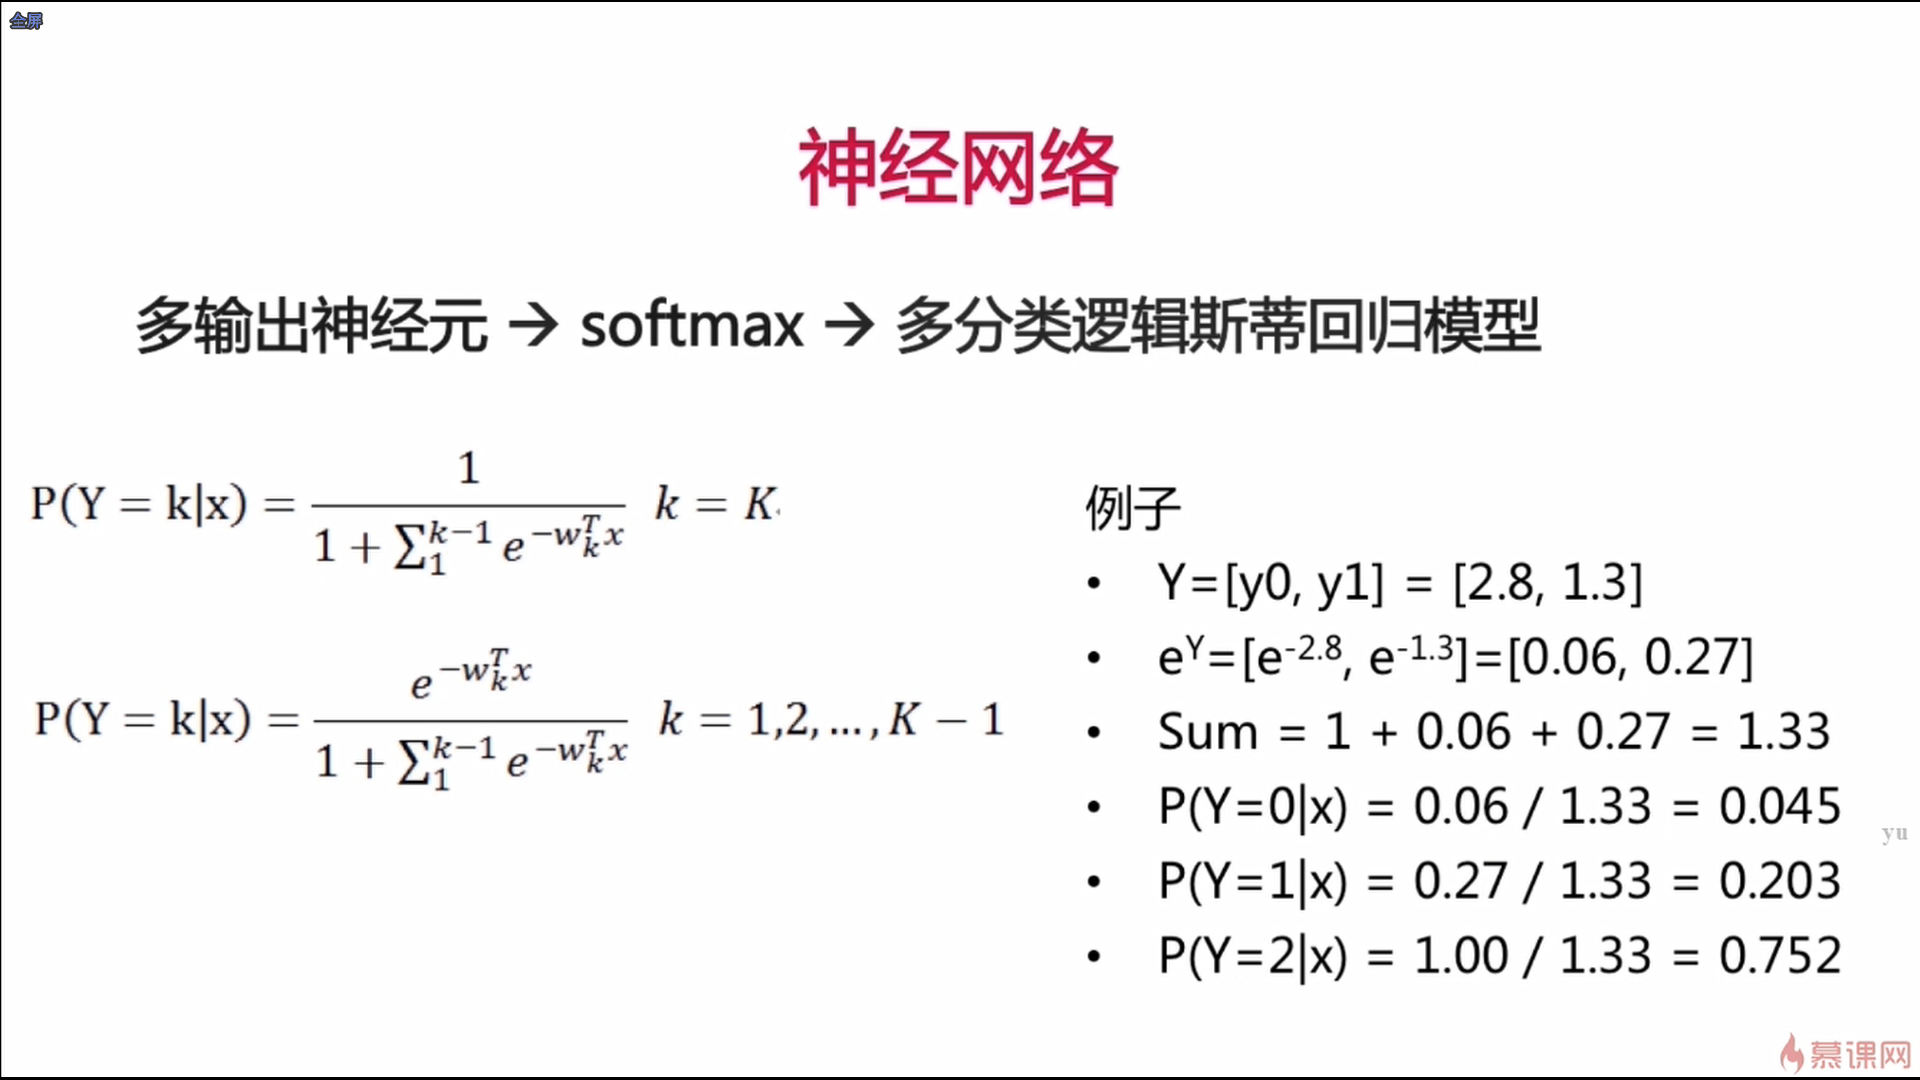 全屏
神经网络
多输出神经元 → softmax → 多分类逻辑斯蒂回归模型
P(Y = k|x) = \frac{1}{1 + \sum_{1}^{k-1} e^{-w_k^T x}} k = K
P(Y = k|x) = \frac{e^{-w_k^T x}}{1 + \sum_{1}^{k-1} e^{-w_k^T x}} k = 1,2, … , K − 1
例子
• Y=[y0, y1] = [2.8, 1.3]
• e^Y=[e^{-2.8}, e^{-1.3}]=[0.06, 0.27]
• Sum = 1 + 0.06 + 0.27 = 1.33
• P(Y=0|x) = 0.06 / 1.33 = 0.045
• P(Y=1|x) = 0.27 / 1.33 = 0.203
• P(Y=2|x) = 1.00 / 1.33 = 0.752
yu
慕课网